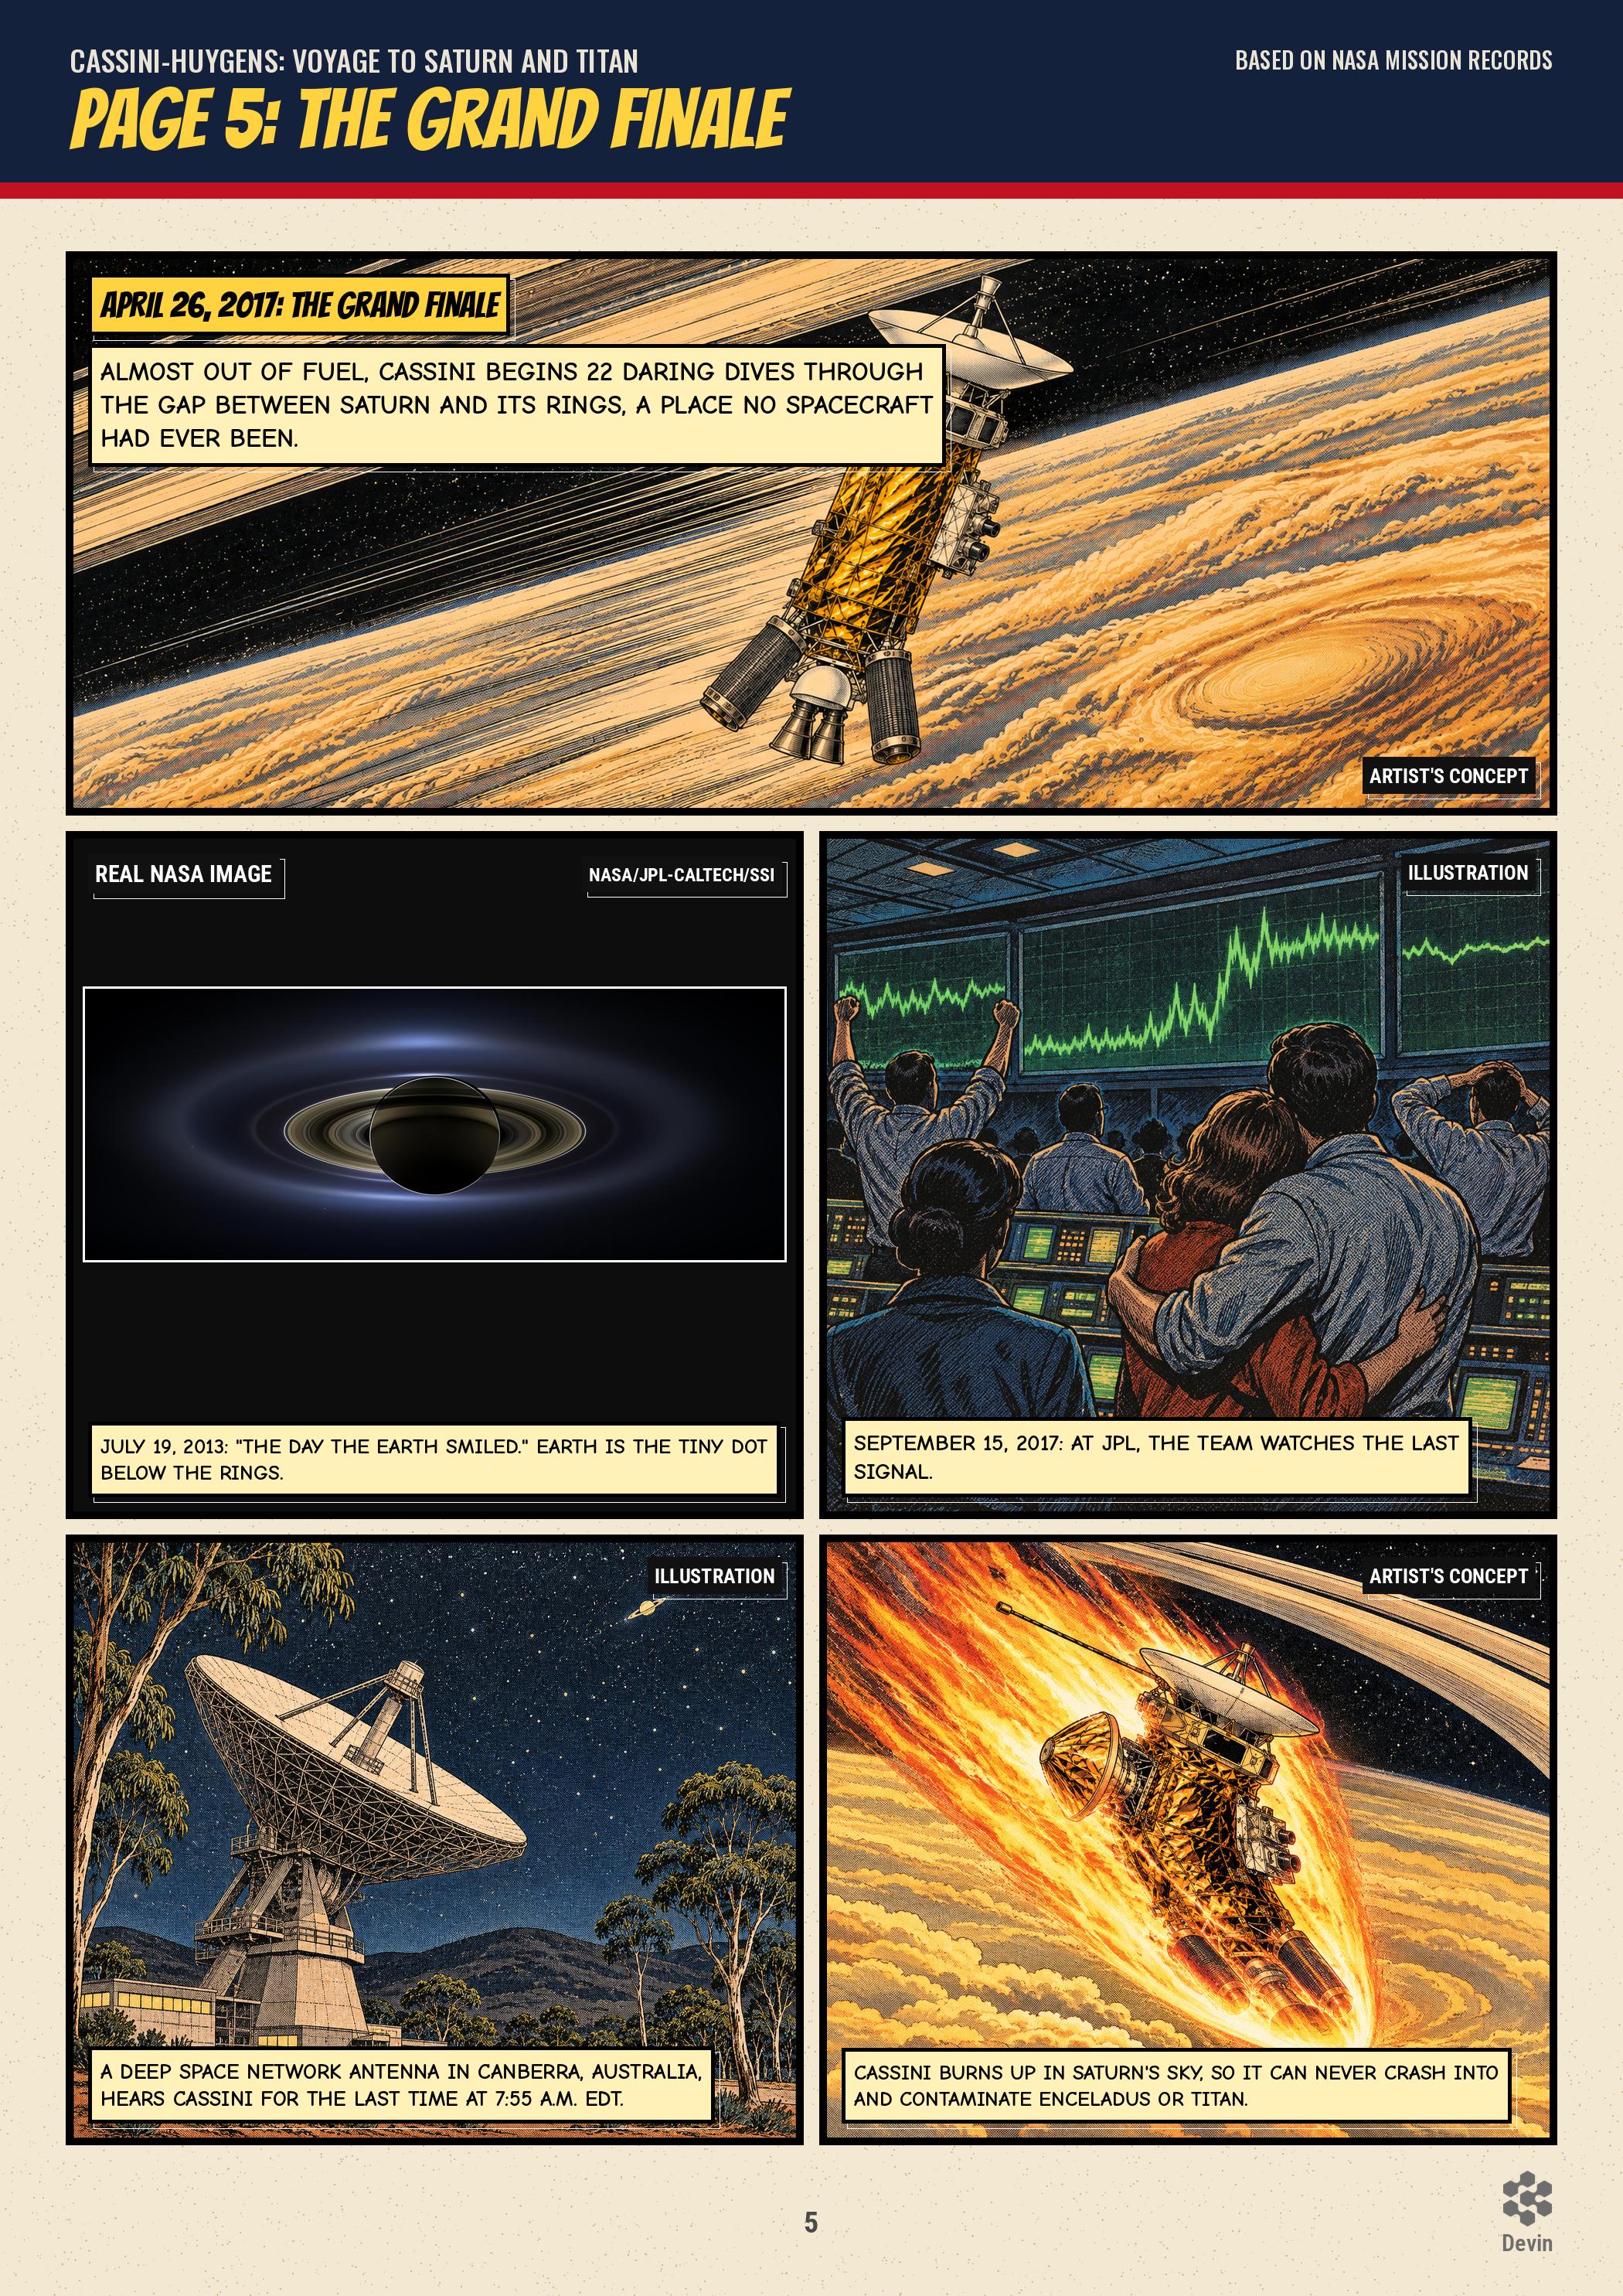 CASSINI-HUYGENS: VOYAGE TO SATURN AND TITAN
BASED ON NASA MISSION RECORDS
PAGE 5: THE GRAND FINALE
APRIL 26, 2017: THE GRAND FINALE
ALMOST OUT OF FUEL, CASSINI BEGINS 22 DARING DIVES THROUGH
THE GAP BETWEEN SATURN AND ITS RINGS, A PLACE NO SPACECRAFT
HAD EVER BEEN.
ARTIST'S CONCEPT
REAL NASA IMAGE
NASA/JPL-CALTECH/SSI
JULY 19, 2013: "THE DAY THE EARTH SMILED." EARTH IS THE TINY DOT
BELOW THE RINGS.
ILLUSTRATION
SEPTEMBER 15, 2017: AT JPL, THE TEAM WATCHES THE LAST
SIGNAL.
ILLUSTRATION
A DEEP SPACE NETWORK ANTENNA IN CANBERRA, AUSTRALIA,
HEARS CASSINI FOR THE LAST TIME AT 7:55 A.M. EDT.
ARTIST'S CONCEPT
CASSINI BURNS UP IN SATURN'S SKY, SO IT CAN NEVER CRASH INTO
AND CONTAMINATE ENCELADUS OR TITAN.
5
Devin